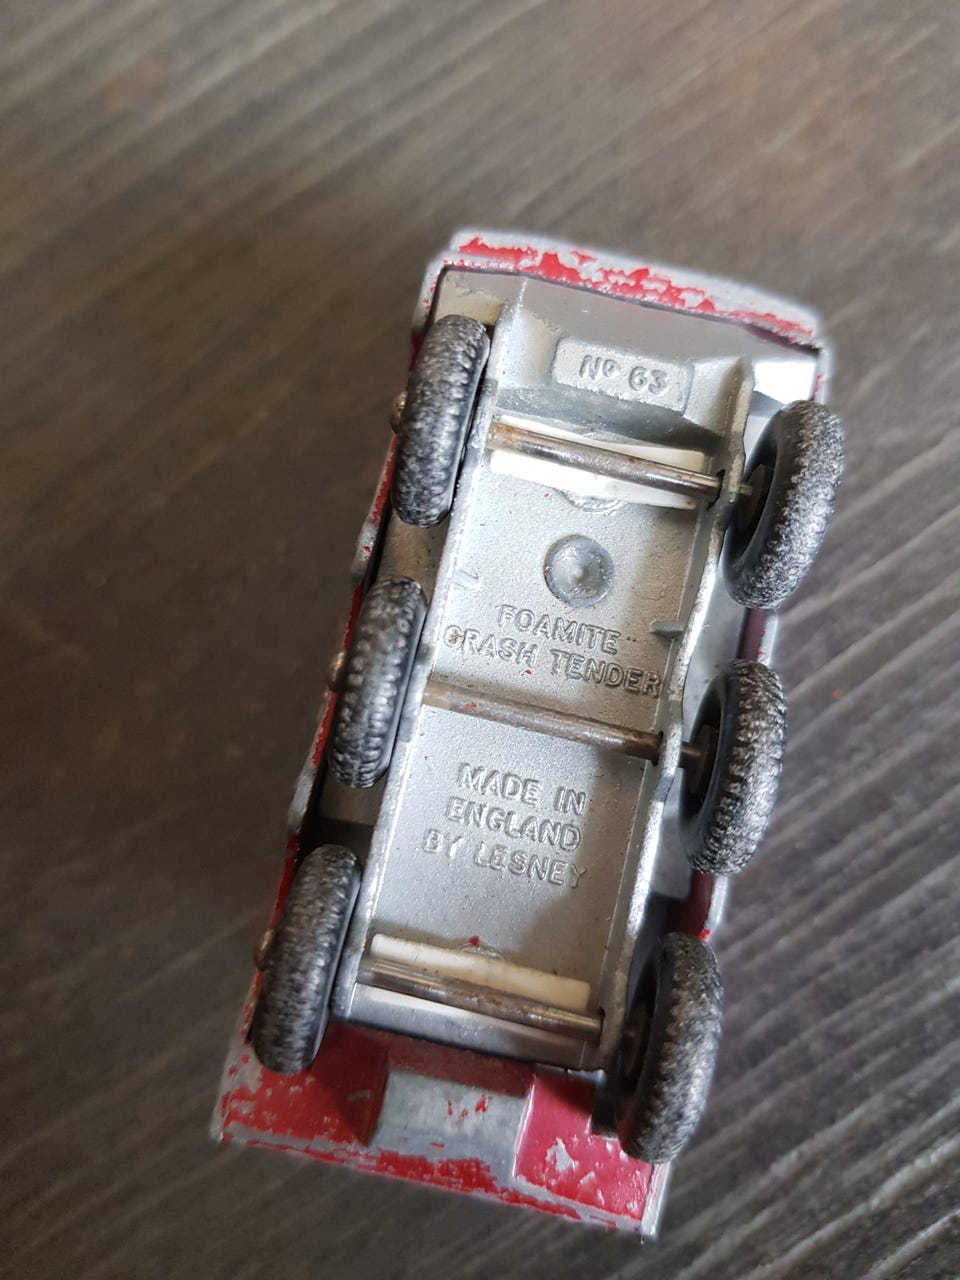 Nº 63
"FOAMITE"
CRASH TENDER
MADE IN
ENGLAND
BY LESNEY